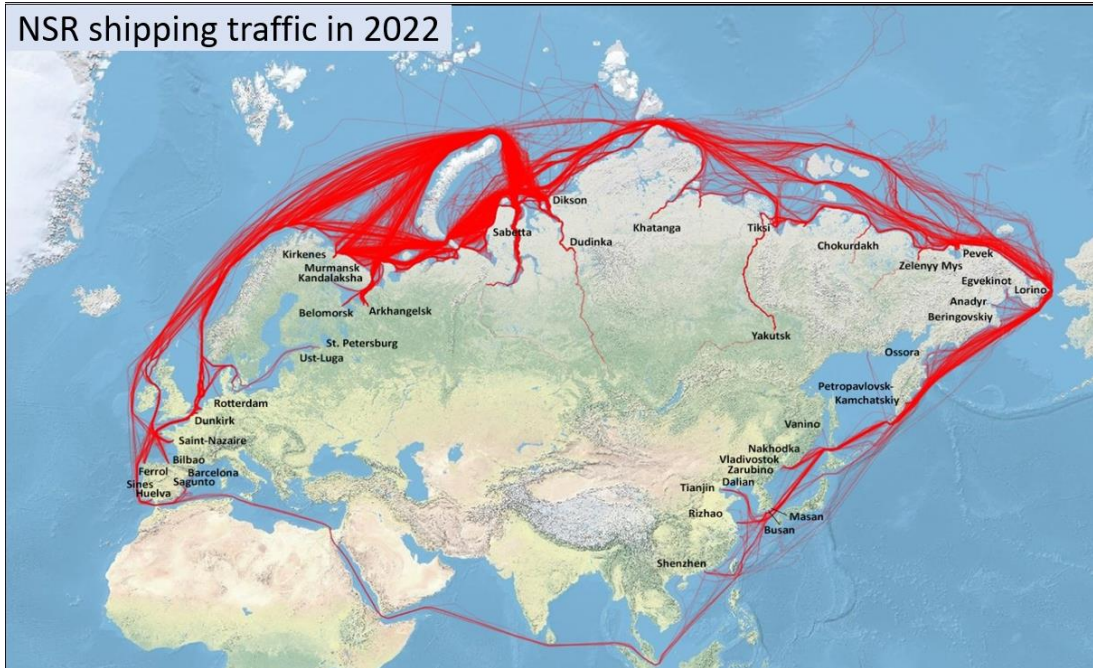 NSR shipping traffic in 2022
Dikson
Sabetta
Dudinka
Khatanga
Tiksi
Chokurdakh
Pevek
Zelenyy Mys
Egvekinot
Lorino
Anadyr
Beringovskiy
Kirkenes
Murmansk
Kandalaksha
Belomorsk
Arkhangelsk
St. Petersburg
Ust-Luga
Yakutsk
Ossora
Petropavlovsk-
Kamchatskiy
Rotterdam
Dunkirk
Saint-Nazaire
Bilbao
Ferrol
Barcelona
Sines
Sagunto
Huelva
Vanino
Nakhodka
Vladivostok
Zarubino
Dalian
Tianjin
Rizhao
Masan
Busan
Shenzhen